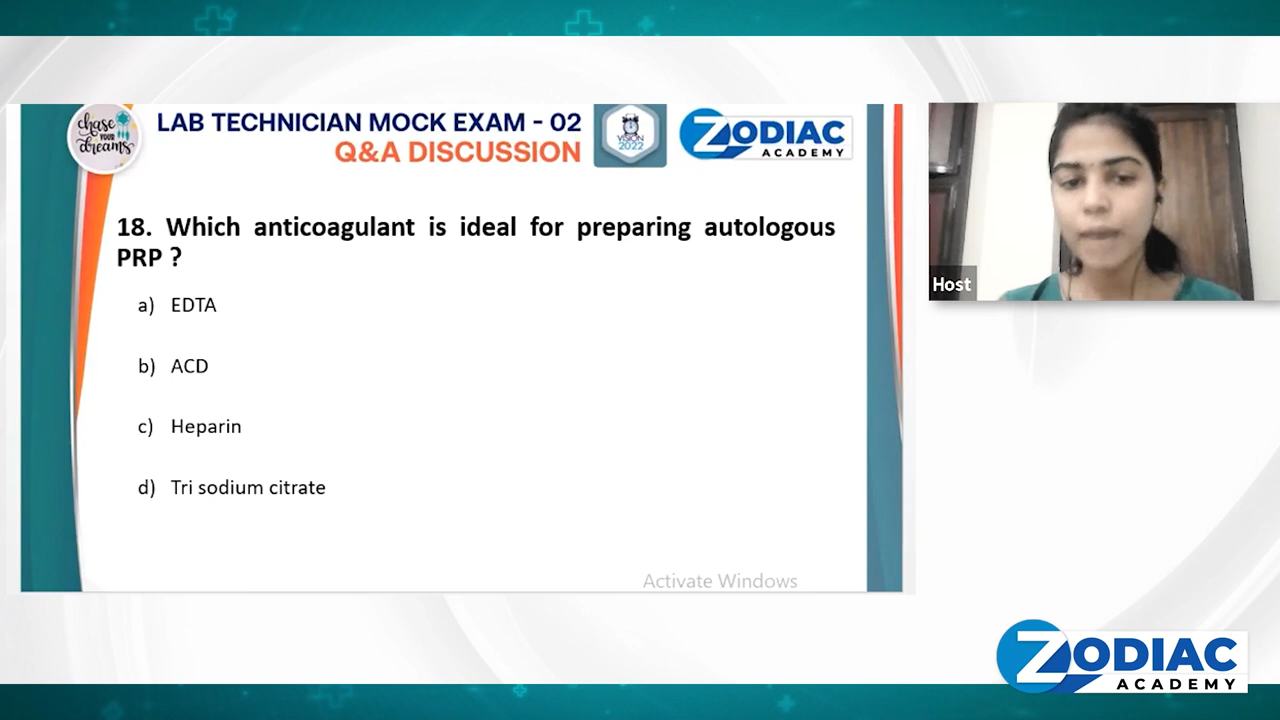 chase
YOUR
dreams
LAB TECHNICIAN MOCK EXAM - 02
Q&A DISCUSSION
VISION
2022
ZODIAC
ACADEMY
18. Which anticoagulant is ideal for preparing autologous
PRP ?
a) EDTA
b) ACD
c) Heparin
d) Tri sodium citrate
Activate Windows
Host
ZODIAC
ACADEMY